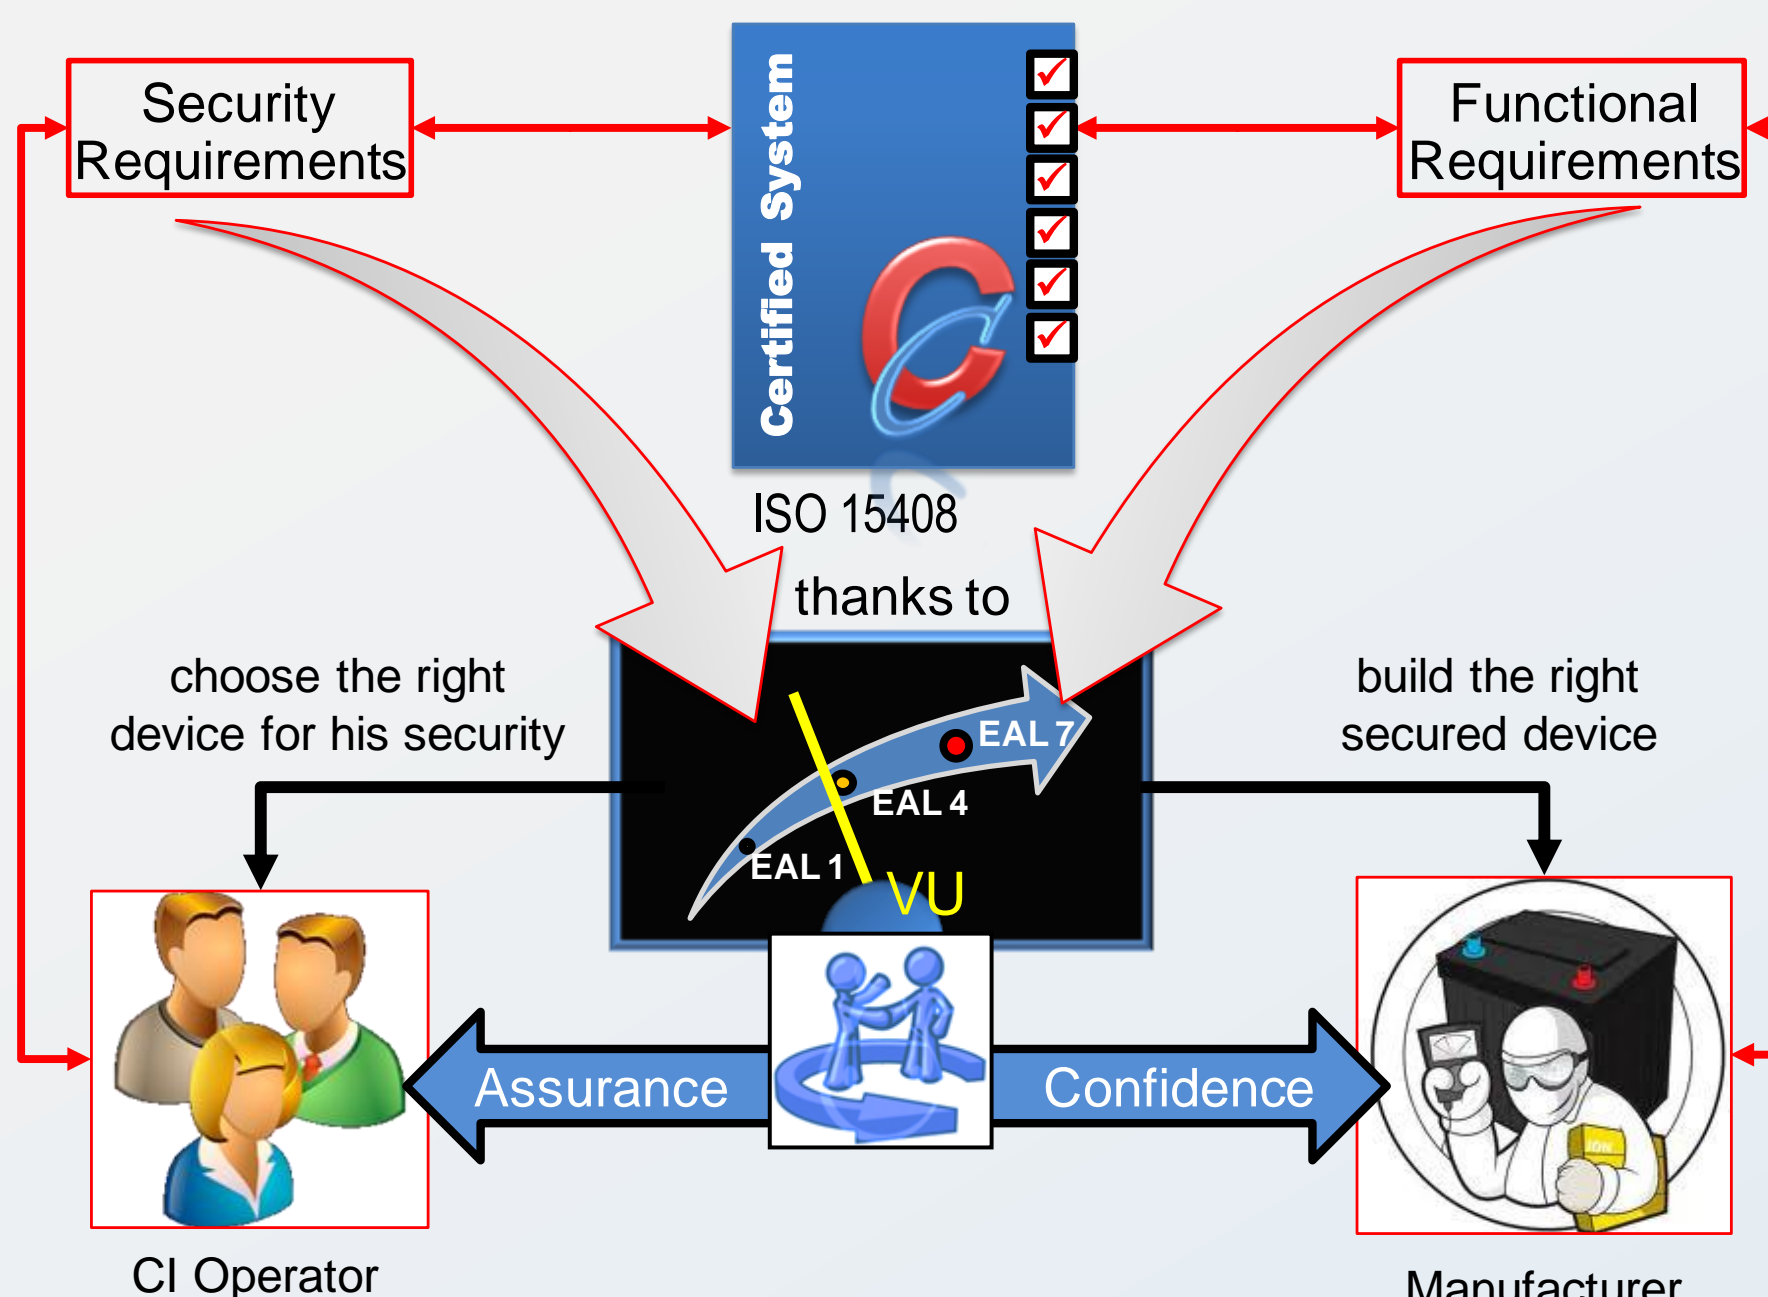 Security
Requirements
Certified System
Functional
Requirements
ISO 15408
thanks to
choose the right
device for his security
build the right
secured device
EAL 7
EAL 4
EAL 1
VU
Assurance
Confidence
ION
CI Operator
Manufacturer